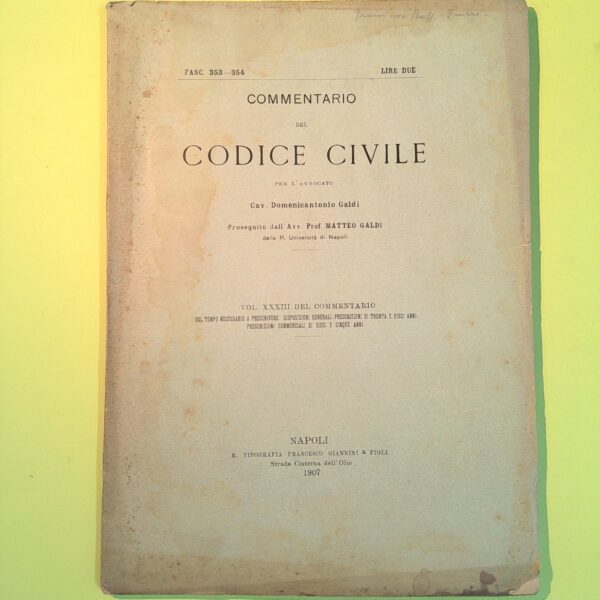 FASC. 353-354 LIRE DUE
COMMENTARIO
DEL
CODICE CIVILE
PER L'AVVOCATO
Cav. Domenicantonio Galdi
Proseguito dall'Avv. Prof. MATTEO GALDI
della R. Università di Napoli.
VOL. XXXIII DEL COMMENTARIO
DEL TEMPO NECESSARIO A PRESCRIVERE. DISPOSIZIONI GENERALI. PRESCRIZIONI DI TRENTA E DIECI ANNI.
PRESCRIZIONI COMMERCIALI DI DIECI E CINQUE ANNI
NAPOLI
R. TIPOGRAFIA FRANCESCO GIANNINI & FIGLI
Strada Cisterna dell'Olio
1907